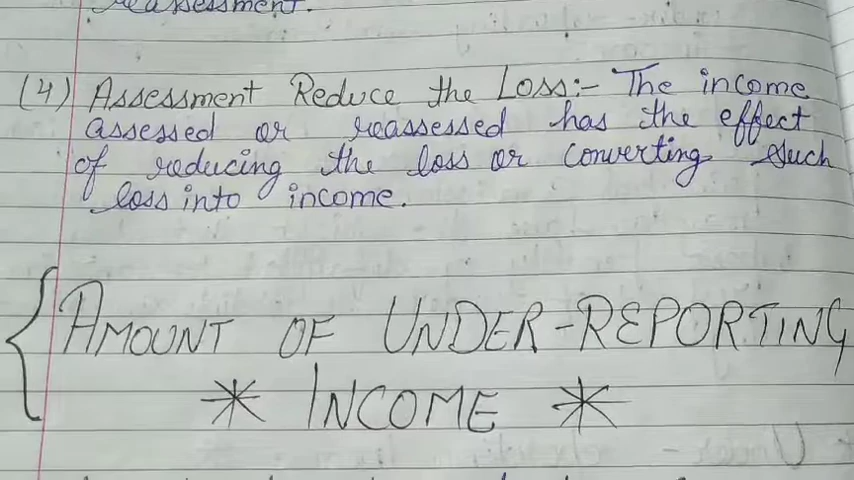 reassessment.
(4) Assessment Reduce the Loss:- The income
assessed or reassessed has the effect
of reducing the loss or converting such
loss into income.
AMOUNT OF UNDER-REPORTING
* INCOME *